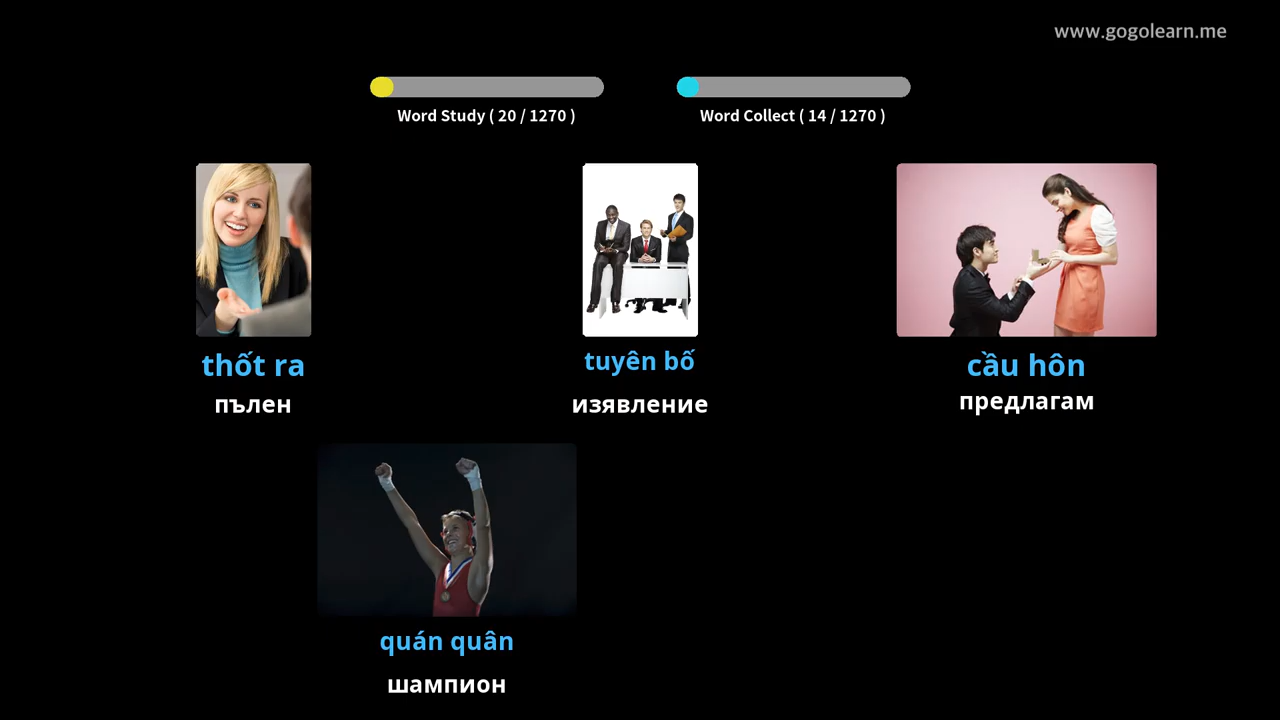 www.gogolearn.me
Word Study ( 20 / 1270 )
Word Collect ( 14 / 1270 )
thốt ra
tuyên bố
cầu hôn
пълен
изявление
предлагам
quán quân
шампион